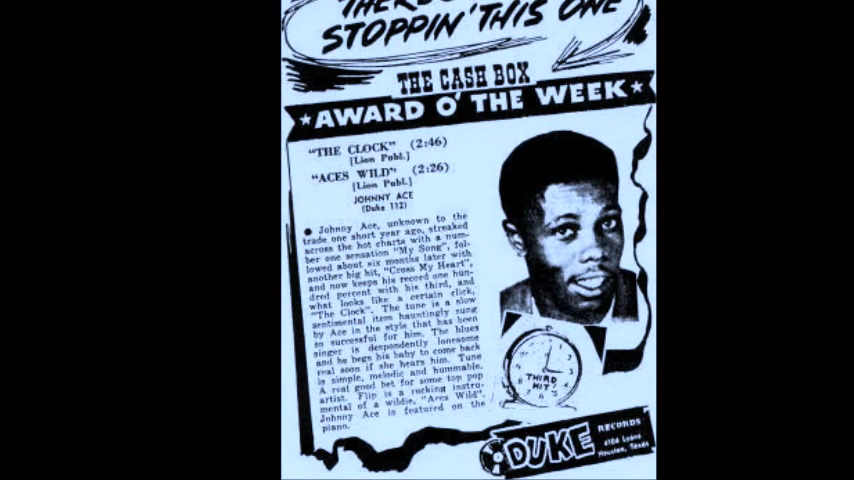 STOPPIN' THIS ONE
THE CASH BOX
★ AWARD O' THE WEEK ★
"THE CLOCK" (2:46)
[Lion Publ.]
"ACES WILD" (2:26)
[Lion Publ.]
JOHNNY ACE
(Duke 112)
● Johnny Ace, unknown to the
trade one short year ago, streaked
across the hot charts with a num-
ber one sensation "My Song", fol-
lowed about six months later with
another big hit, "Cross My Heart",
and now keeps his record one hun-
dred percent with his third, and
what looks like a certain click,
"The Clock". The tune is a slow
sentimental item hauntingly sung
by Ace in the style that has been
so successful for him. The blues
singer is despondently lonesome
and he begs his baby to come back
real soon if she hears him. Tune
is simple, melodic and hummable.
A real good bet for some top pop
artist. Flip is a rocking instru-
mental of a wildie, "Aces Wild".
Johnny Ace is featured on the
piano.
THIRD
HIT!
DUKE
RECORDS
Houston, Texas